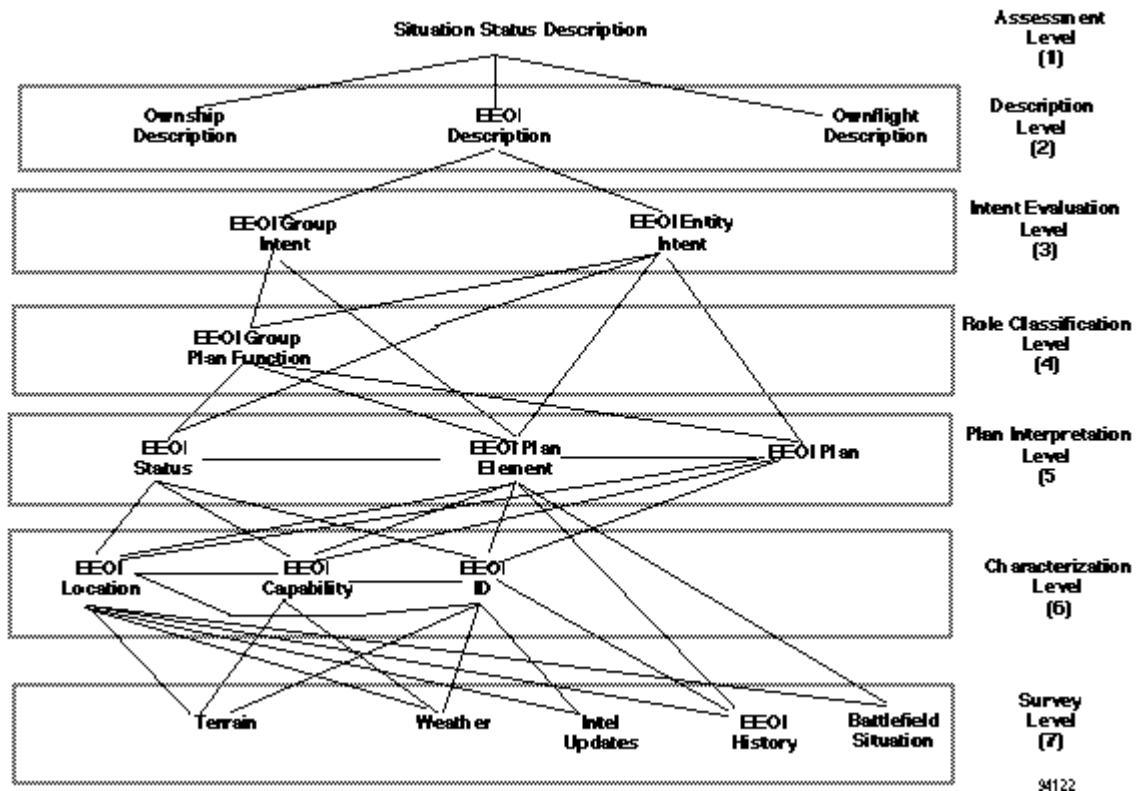 Situation Status Description
Assessment
Level
(1)
Ownship
Description
EEOI
Description
Ownflight
Description
Description
Level
(2)
EEOI Group
Intent
EEOI Entity
Intent
Intent Evaluation
Level
(3)
EEOI Group
Plan Function
Role Classification
Level
(4)
EEOI
Status
EEOI Plan
Element
EEOI Plan
Plan Interpretation
Level
(5
EEOI
Location
EEOI
Capability
EEOI
ID
Characterization
Level
(6)
Terrain
Weather
Intel
Updates
EEOI
History
Battlefield
Situation
Survey
Level
(7)
94122